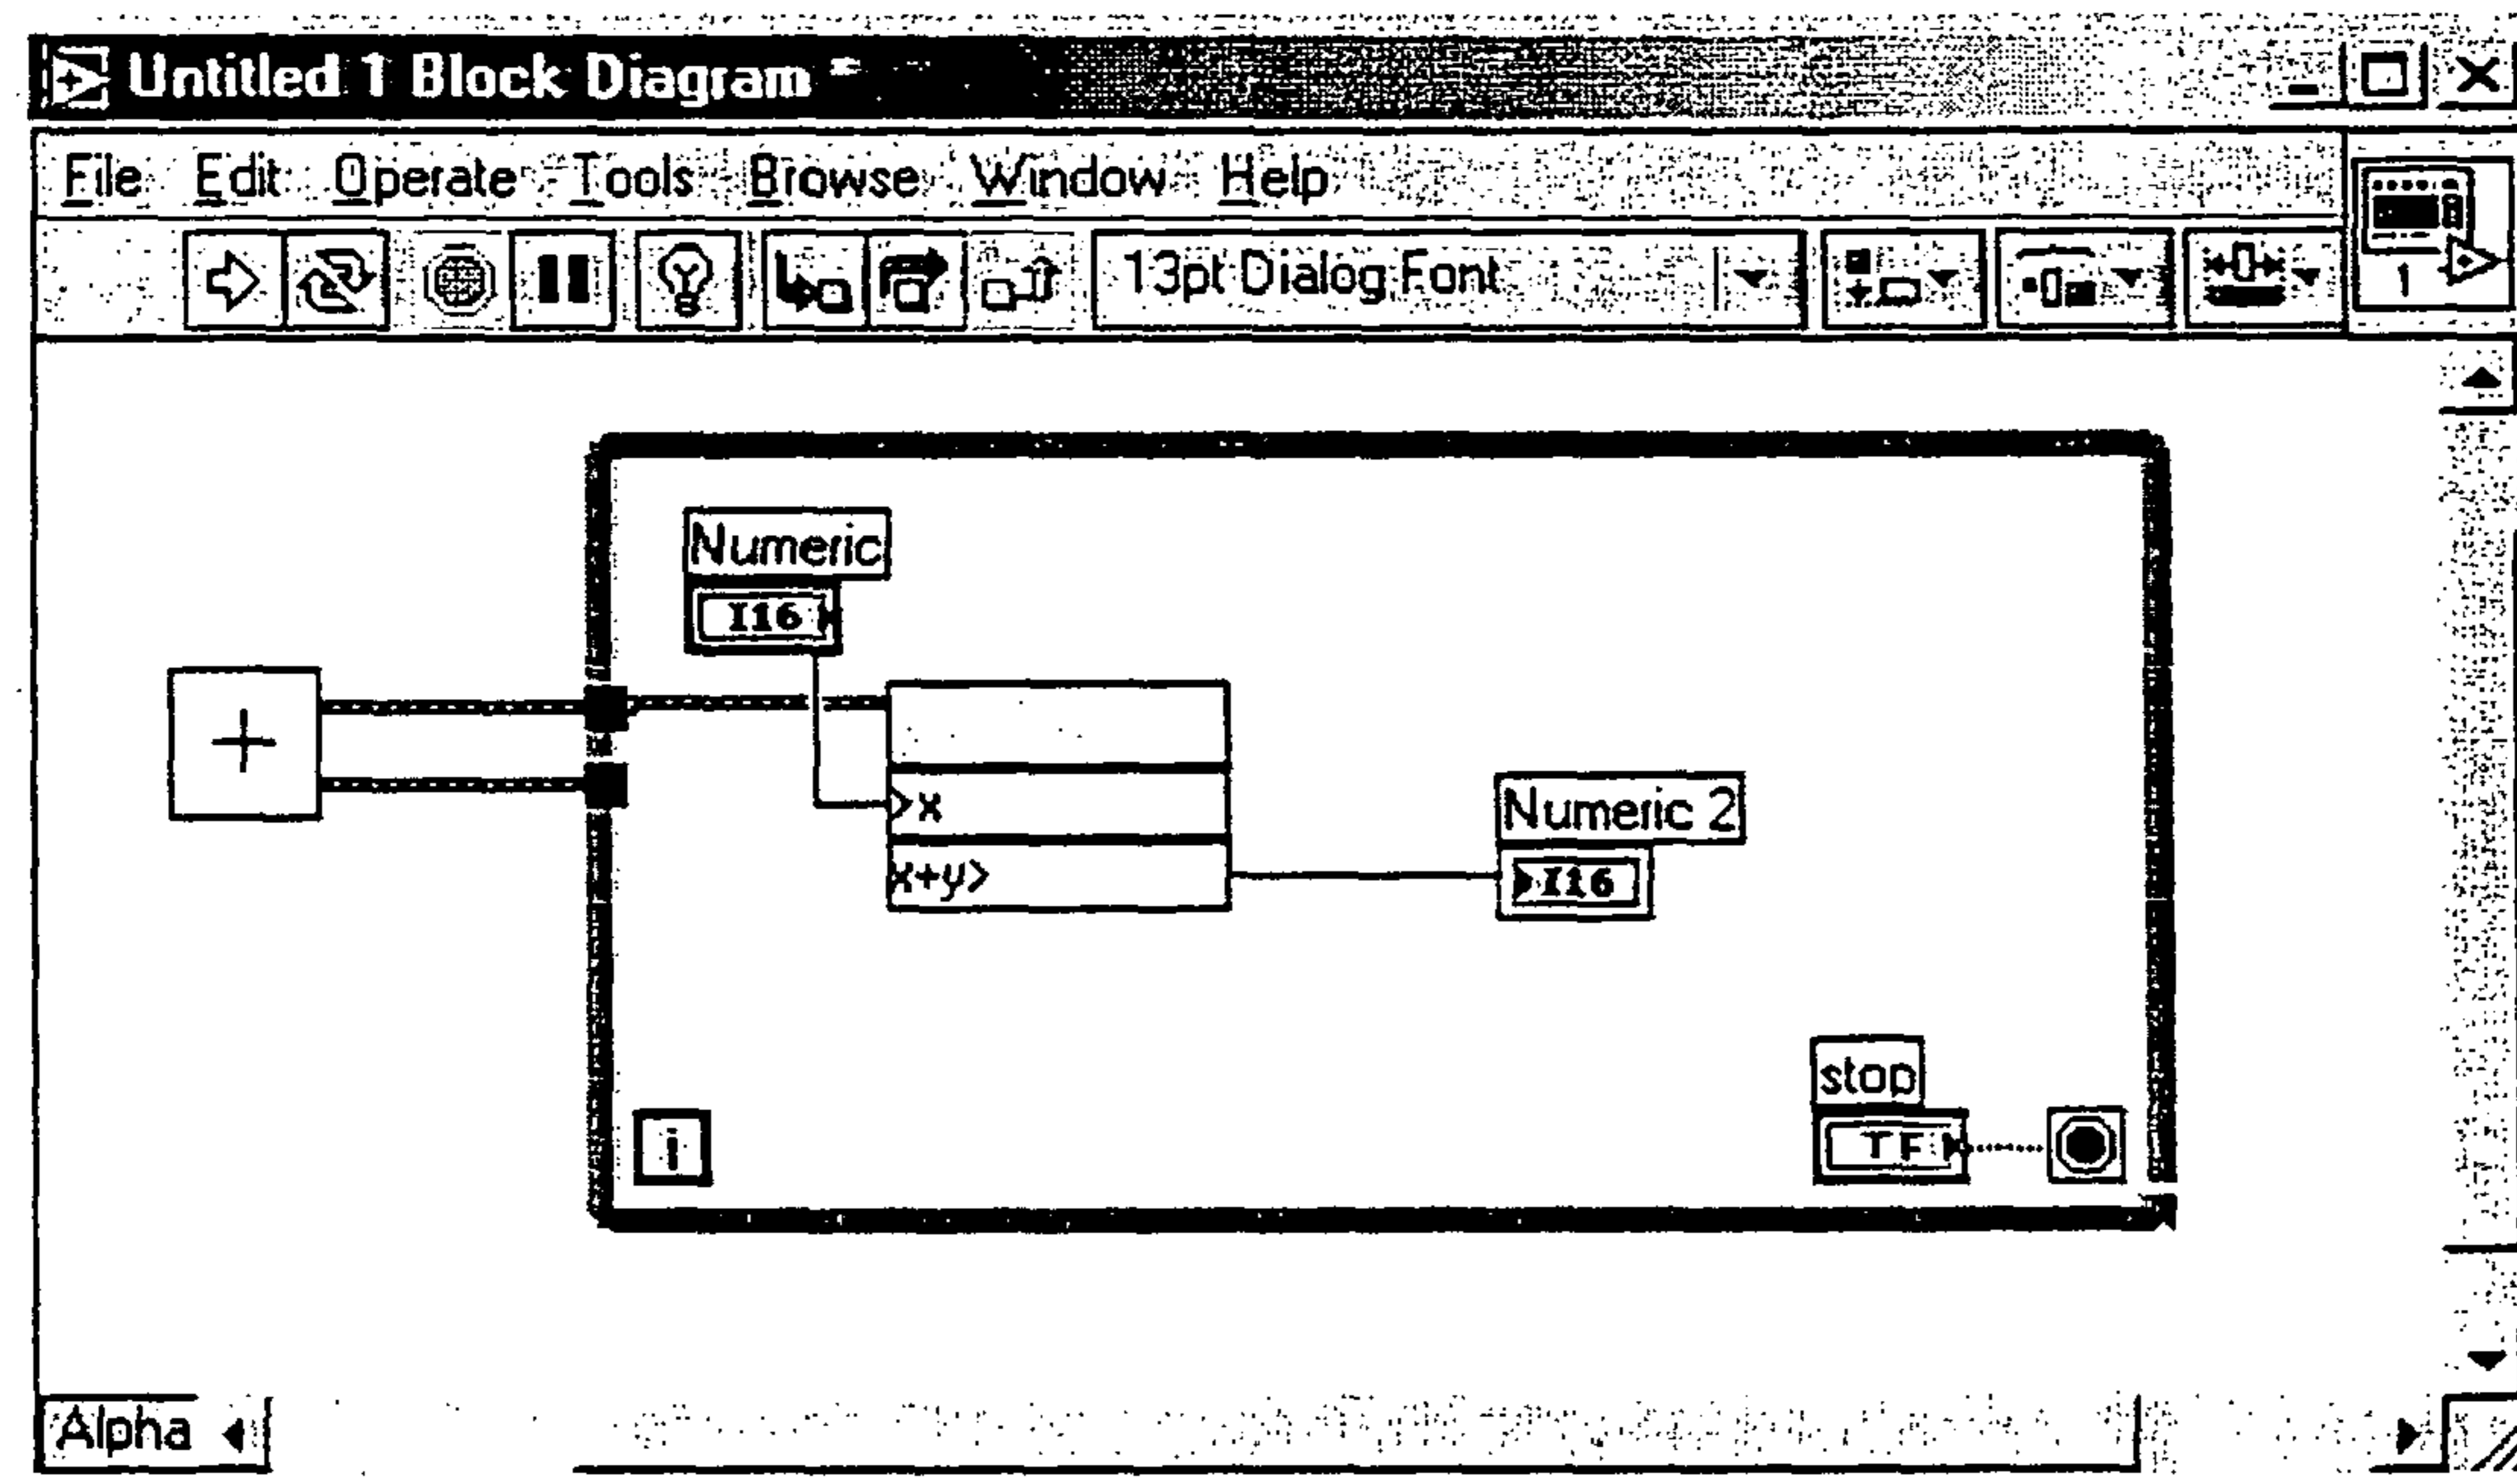 Untitled 1 Block Diagram *
File Edit Operate Tools Browse Window Help
13pt Dialog Font
1
Numeric
I16
+
x
x+y>
Numeric 2
I16
stop
TF
i
Alpha